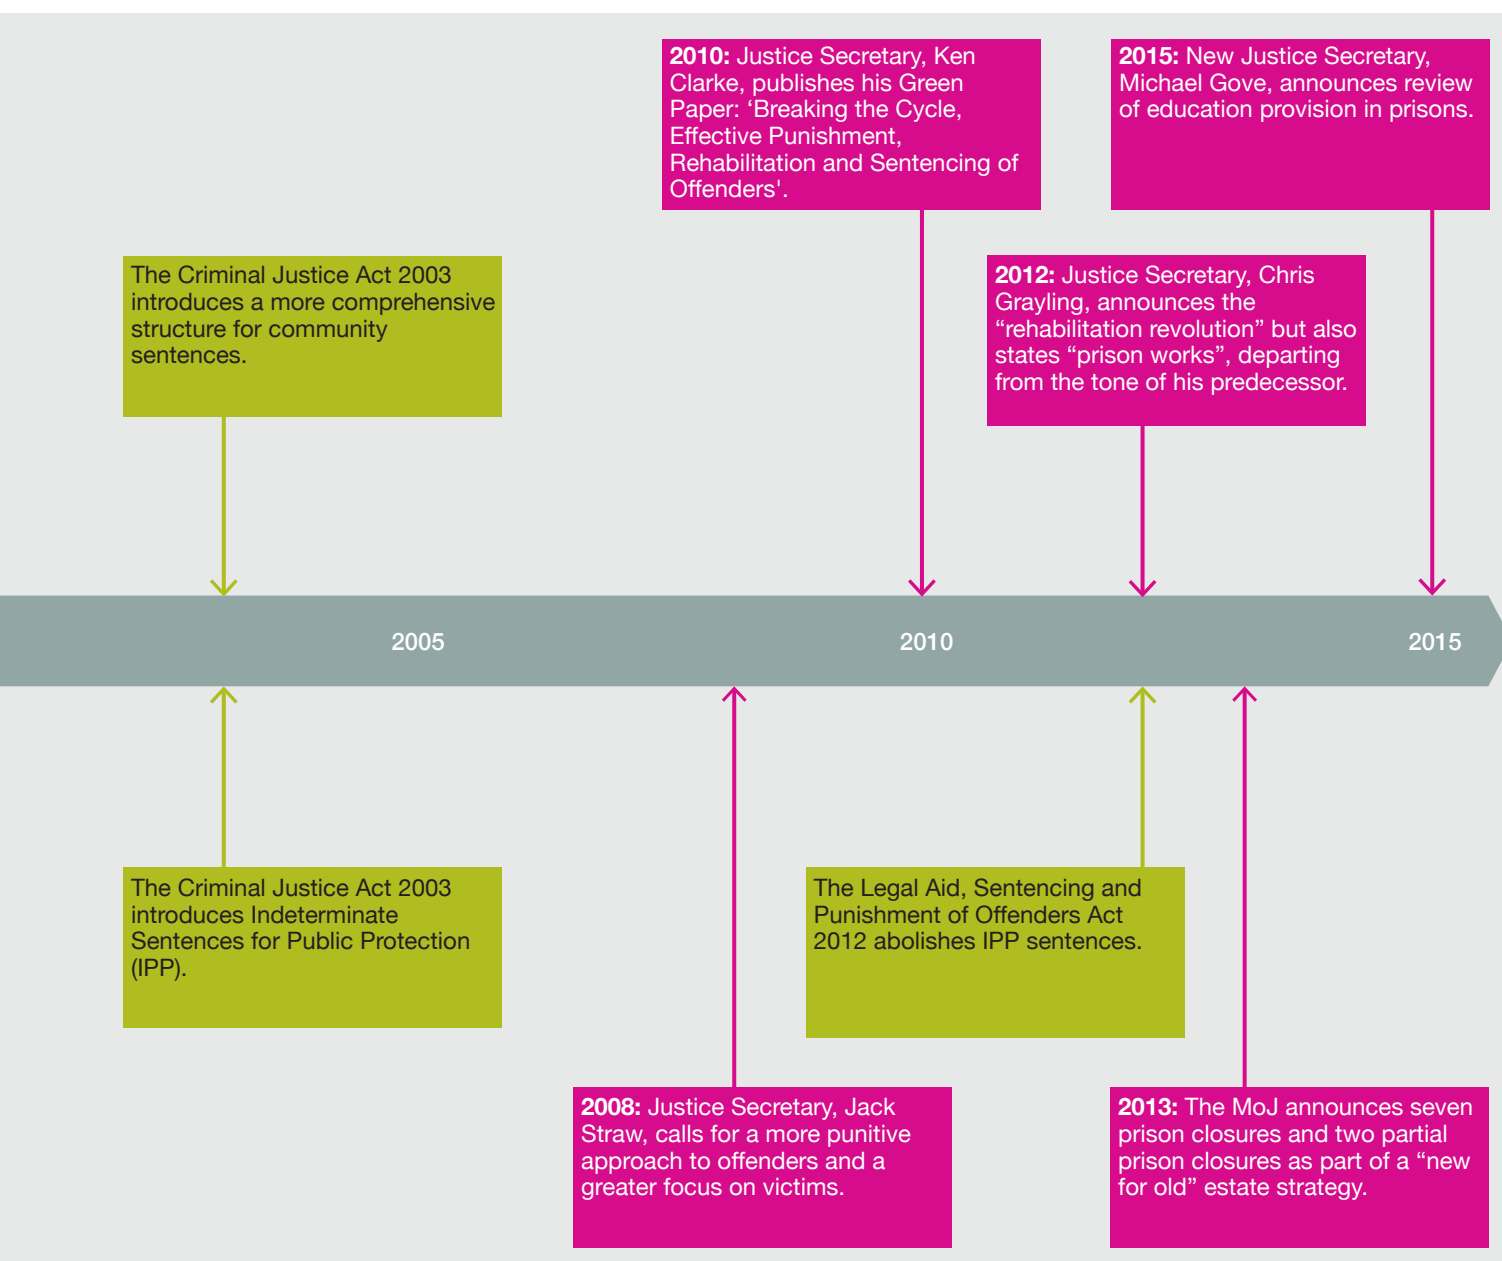 2010: Justice Secretary, Ken
Clarke, publishes his Green
Paper: ‘Breaking the Cycle,
Effective Punishment,
Rehabilitation and Sentencing of
Offenders'.
2015: New Justice Secretary,
Michael Gove, announces review
of education provision in prisons.
The Criminal Justice Act 2003
introduces a more comprehensive
structure for community
sentences.
2012: Justice Secretary, Chris
Grayling, announces the
“rehabilitation revolution” but also
states “prison works”, departing
from the tone of his predecessor.
2005
2010
2015
The Criminal Justice Act 2003
introduces Indeterminate
Sentences for Public Protection
(IPP).
The Legal Aid, Sentencing and
Punishment of Offenders Act
2012 abolishes IPP sentences.
2008: Justice Secretary, Jack
Straw, calls for a more punitive
approach to offenders and a
greater focus on victims.
2013: The MoJ announces seven
prison closures and two partial
prison closures as part of a “new
for old” estate strategy.